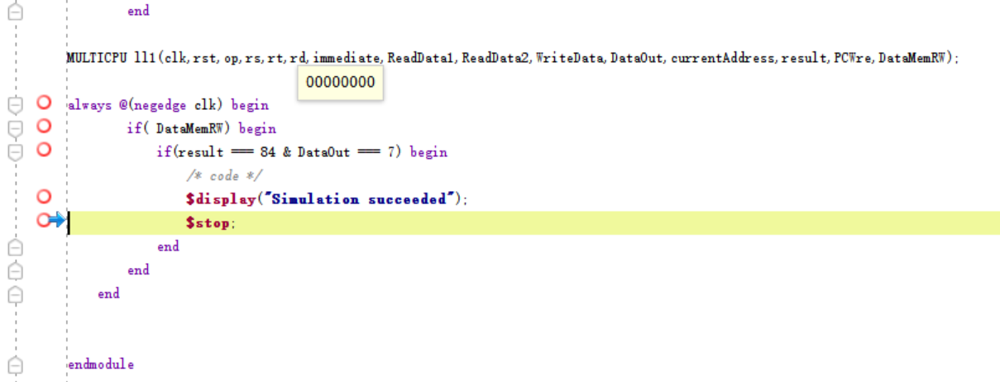 end
MULTICPU ll1(clk,rst,op,rs,rt,rd,immediate,ReadData1,ReadData2,WriteData,DataOut,currentAddress,result,PCWre,DataMemRW);
00000000
always @(negedge clk) begin
if( DataMemRW) begin
if(result === 84 & DataOut === 7) begin
/* code */
$display("Simulation succeeded");
$stop;
end
end
end
endmodule